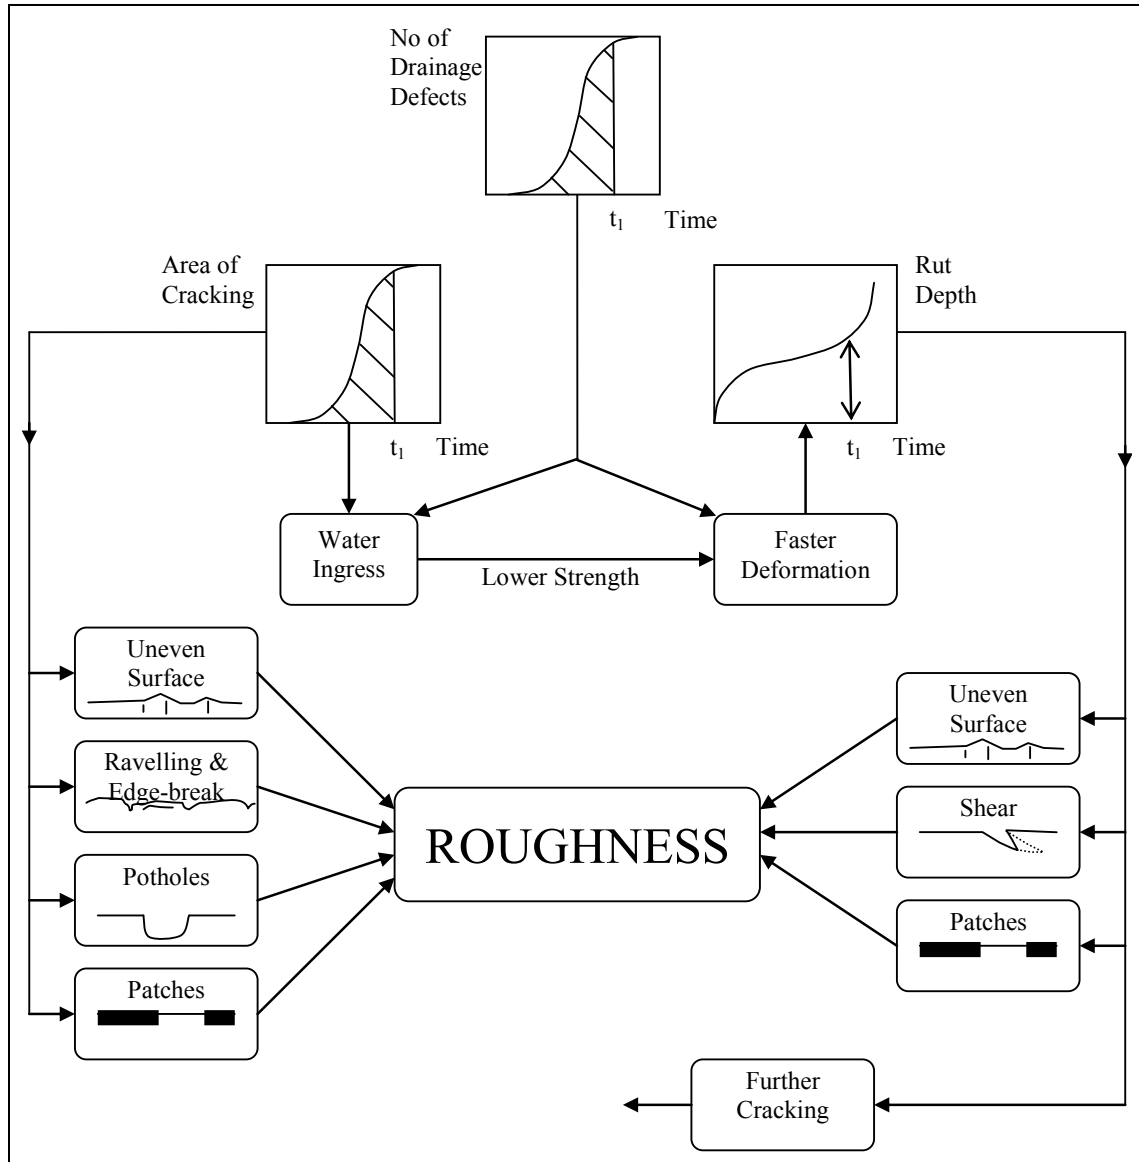 No of
Drainage
Defects
t₁ Time
Area of
Cracking
t₁ Time
Rut
Depth
t₁ Time
Water
Ingress
Lower Strength
Faster
Deformation
Uneven
Surface
Ravelling &
Edge-break
Potholes
Patches
ROUGHNESS
Uneven
Surface
Shear
Patches
Further
Cracking